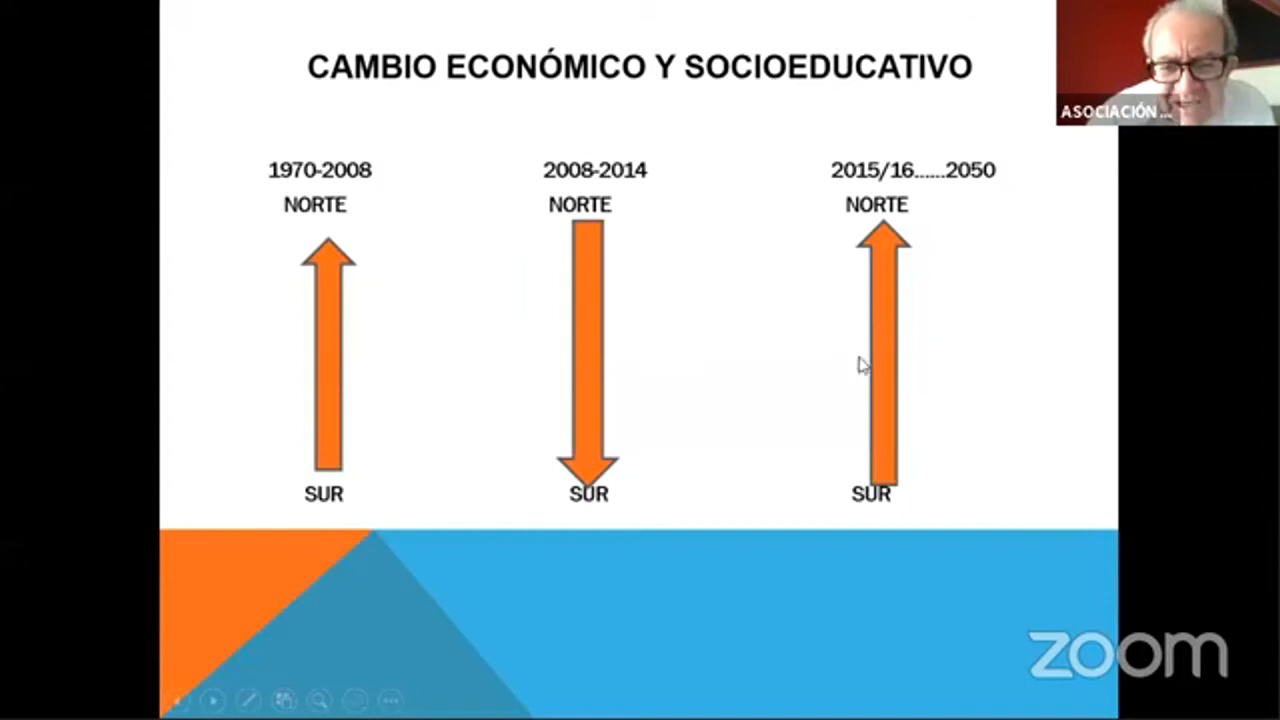 CAMBIO ECONÓMICO Y SOCIOEDUCATIVO
ASOCIACIÓN ...
1970-2008
NORTE
SUR
2008-2014
NORTE
SUR
2015/16......2050
NORTE
SUR
zoom